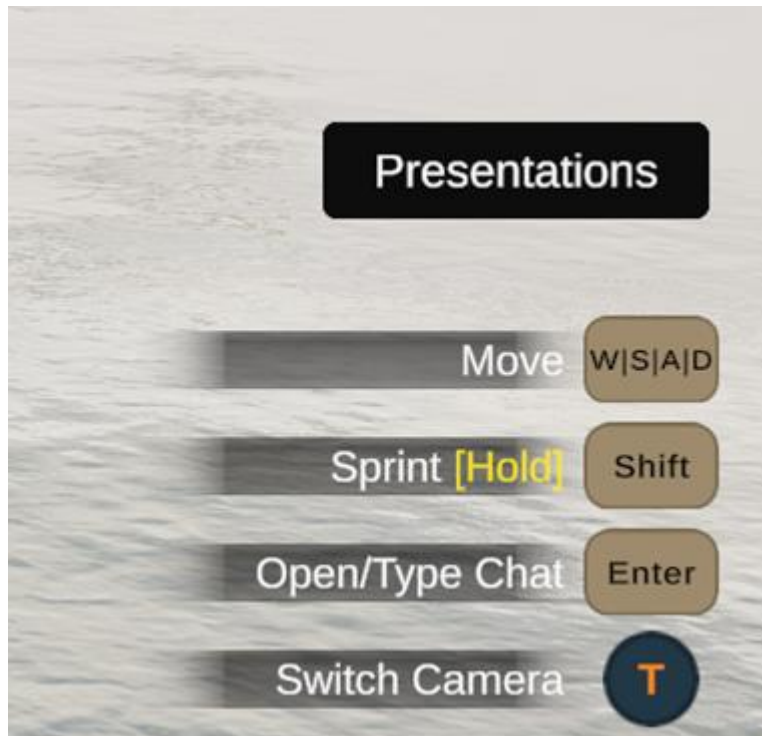 Presentations
Move W|S|A|D
Sprint [Hold] Shift
Open/Type Chat Enter
Switch Camera T